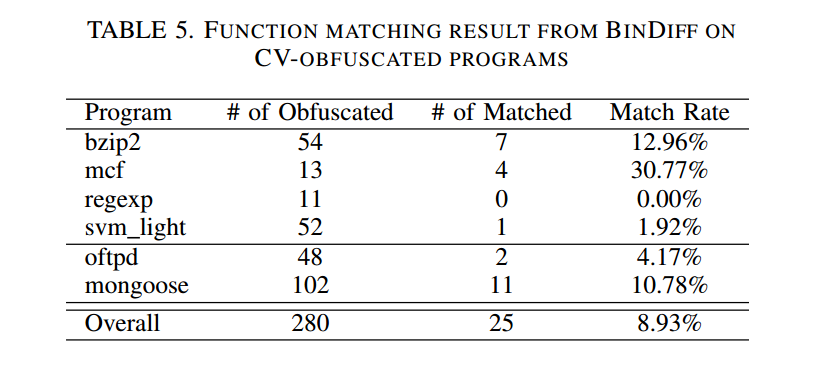 TABLE 5. FUNCTION MATCHING RESULT FROM BINDIFF ON
CV-OBFUSCATED PROGRAMS
Program # of Obfuscated # of Matched Match Rate
bzip2 54 7 12.96%
mcf 13 4 30.77%
regexp 11 0 0.00%
svm_light 52 1 1.92%
oftpd 48 2 4.17%
mongoose 102 11 10.78%
Overall 280 25 8.93%